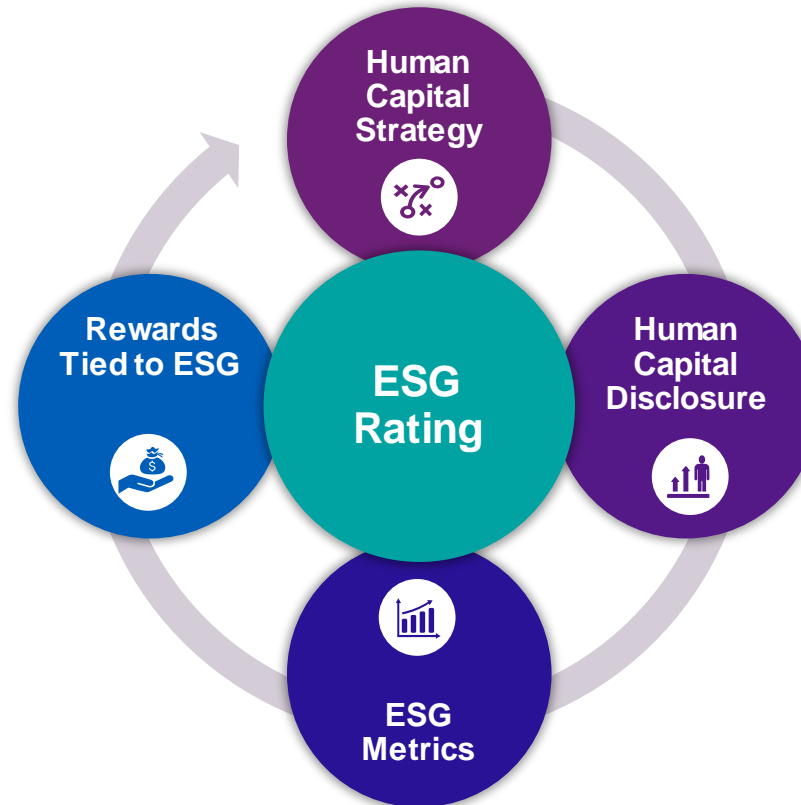 Human
Capital
Strategy
Rewards
Tied to ESG
ESG
Rating
Human
Capital
Disclosure
$
ESG
Metrics